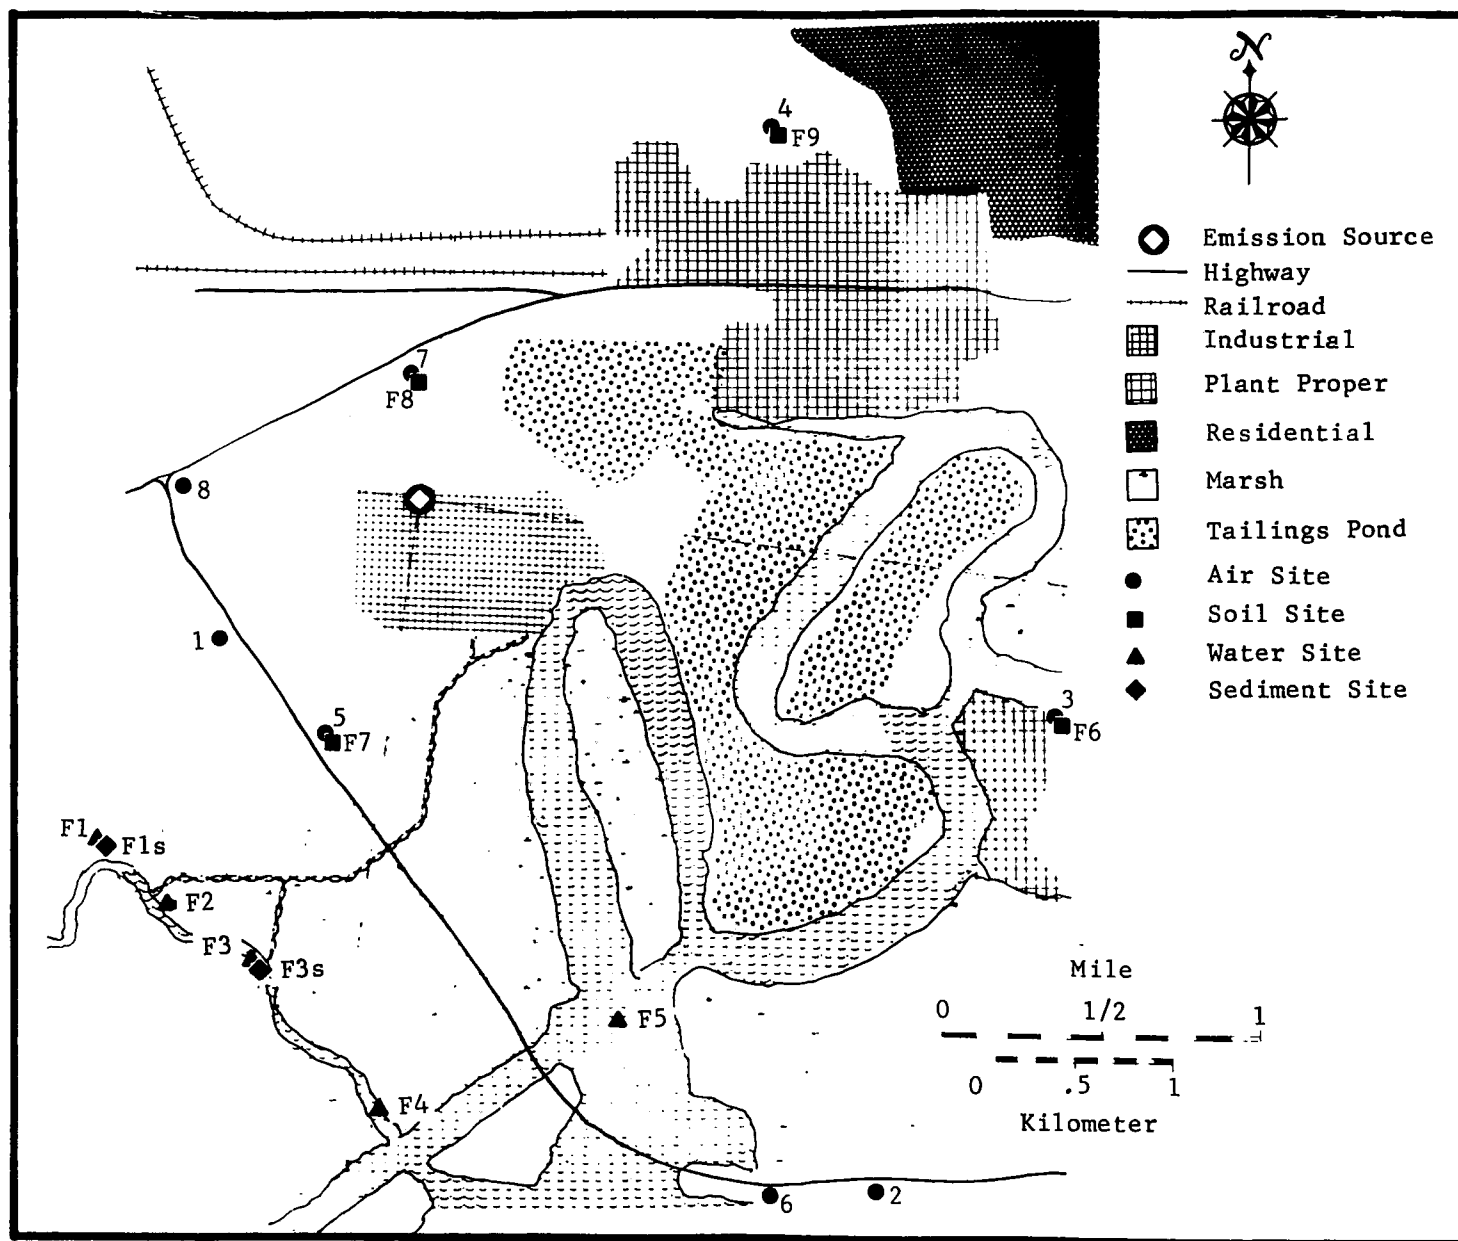 N
4
F9
Emission Source
Highway
Railroad
Industrial
Plant Proper
Residential
Marsh
Tailings Pond
Air Site
Soil Site
Water Site
Sediment Site
7
F8
8
1
5
F7
3
F6
F1
F1s
F2
F3
F3s
F5
F4
6
2
Mile
0 1/2 1
0 .5 1
Kilometer